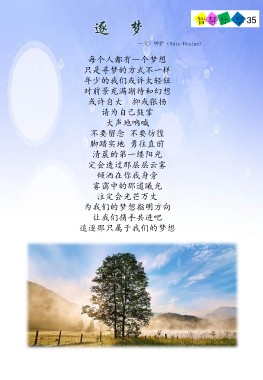 35
逐 梦
每个人都有一个梦想
只是寻梦的方式不一样
年少的我们或许太轻狂
对前景充满期待和幻想
或许自大 抑或张扬
请为自己鼓掌
大声地呐喊
不要留念 不要彷徨
脚踏实地 勇往直前
清晨的第一缕阳光
定会透过那层层云雾
倾洒在你我身旁
雾霭中的那道曦光
注定会光芒万丈
为我们的梦想指明方向
让我们携手共进吧
追逐那只属于我们的梦想